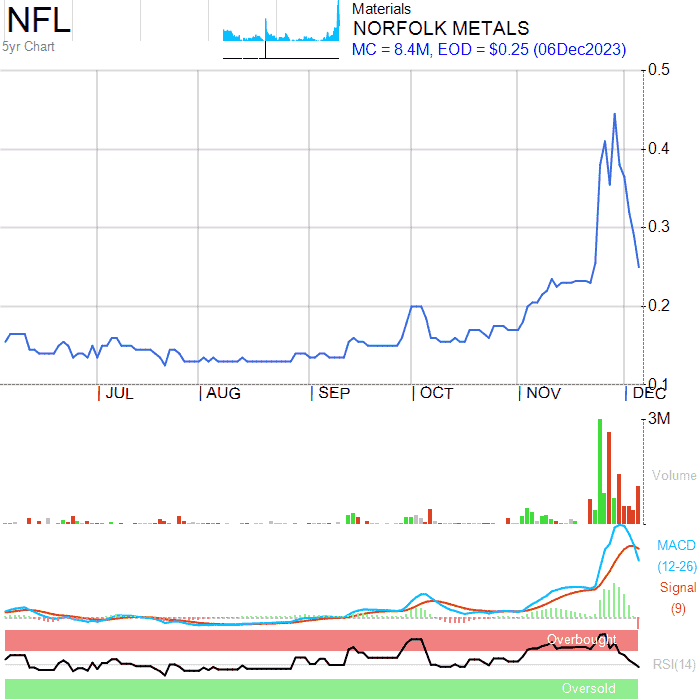 NFL
5yr Chart
Materials
NORFOLK METALS
MC = 8.4M, EOD = $0.25 (06Dec2023)
0.5
0.4
0.3
0.2
0.1
JUL
AUG
SEP
OCT
NOV
DEC
3M
Volume
MACD
(12-26)
Signal
(9)
Overbought
RSI(14)
Oversold